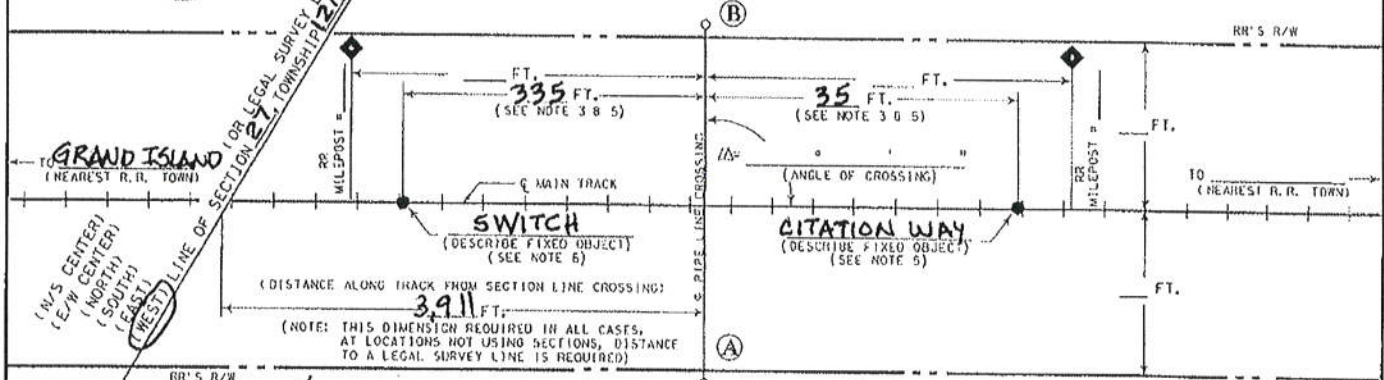 B
RR'S R/W
(OR LEGAL SURVEY
LINE OF SECTION 27, TOWNSHIP
FT.
FT.
335 FT.
(SEE NOTE 3 & 5)
35 FT.
(SEE NOTE 3 & 5)
FT.
RR
MILEPOST =
RR
MILEPOST =
℄ PIPE LINE CROSSING
° ' "
(ANGLE OF CROSSING)
TO GRAND ISLAND
(NEAREST R.R. TOWN)
TO
(NEAREST R.R. TOWN)
℄ MAIN TRACK
SWITCH
(DESCRIBE FIXED OBJECT)
(SEE NOTE 6)
CITATION WAY
(DESCRIBE FIXED OBJECT)
(SEE NOTE 6)
(N/S CENTER)
(E/W CENTER)
(NORTH)
(SOUTH)
(EAST)
(WEST)
(DISTANCE ALONG TRACK FROM SECTION LINE CROSSING)
3,911 FT.
FT.
(NOTE: THIS DIMENSION REQUIRED IN ALL CASES,
AT LOCATIONS NOT USING SECTIONS, DISTANCE
TO A LEGAL SURVEY LINE IS REQUIRED)
A
RR'S R/W